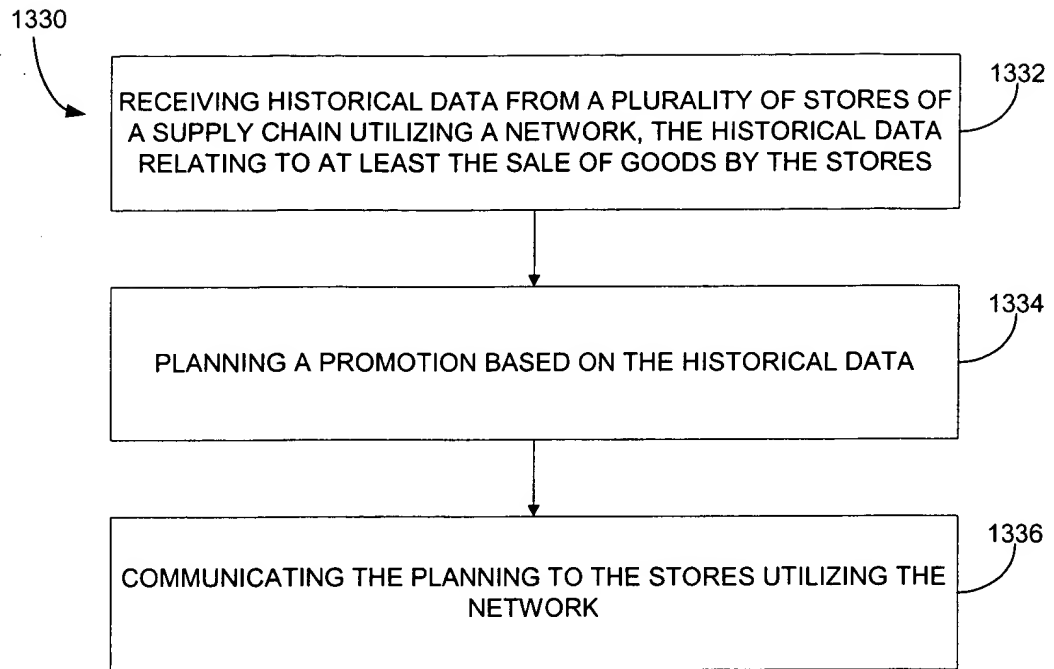 1330
1332
RECEIVING HISTORICAL DATA FROM A PLURALITY OF STORES OF
A SUPPLY CHAIN UTILIZING A NETWORK, THE HISTORICAL DATA
RELATING TO AT LEAST THE SALE OF GOODS BY THE STORES
1334
PLANNING A PROMOTION BASED ON THE HISTORICAL DATA
1336
COMMUNICATING THE PLANNING TO THE STORES UTILIZING THE
NETWORK